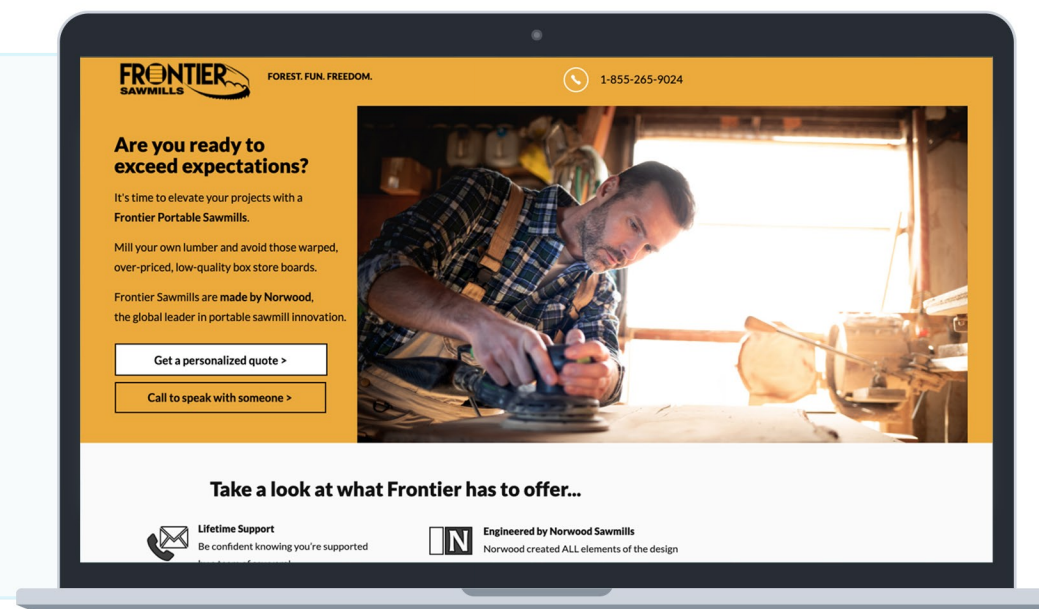 FRONTIER
SAWMILLS
FOREST. FUN. FREEDOM.
1-855-265-9024
Are you ready to
exceed expectations?
It's time to elevate your projects with a
Frontier Portable Sawmills.
Mill your own lumber and avoid those warped,
over-priced, low-quality box store boards.
Frontier Sawmills are made by Norwood,
the global leader in portable sawmill innovation.
Get a personalized quote >
Call to speak with someone >
Take a look at what Frontier has to offer...
Lifetime Support
Be confident knowing you're supported
N
Engineered by Norwood Sawmills
Norwood created ALL elements of the design